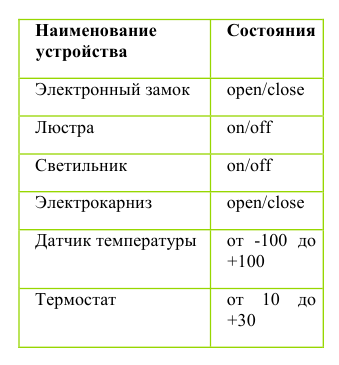 Наименование Состояния
устройства
Электронный замок open/close
Люстра on/off
Светильник on/off
Электрокарниз open/close
Датчик температуры от -100 до
+100
Термостат от 10 до
+30